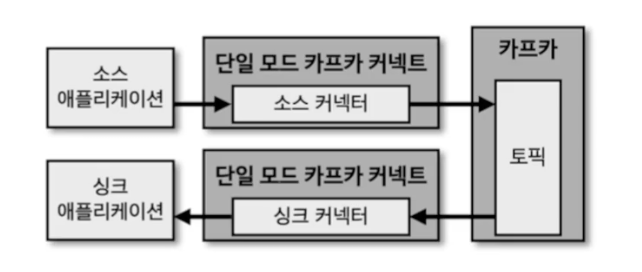 소스
애플리케이션
단일 모드 카프카 커넥트
소스 커넥터
카프카
토픽
싱크
애플리케이션
단일 모드 카프카 커넥트
싱크 커넥터